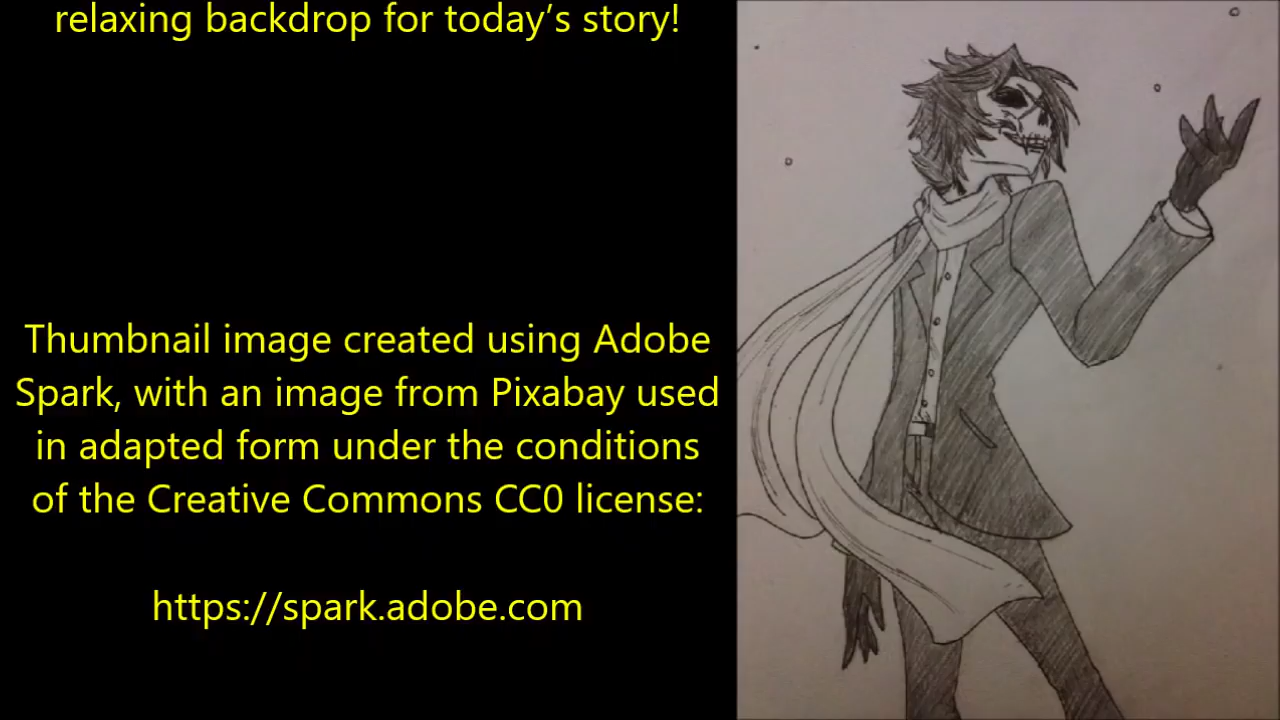 relaxing backdrop for today’s story!
Thumbnail image created using Adobe
Spark, with an image from Pixabay used
in adapted form under the conditions
of the Creative Commons CC0 license:
https://spark.adobe.com